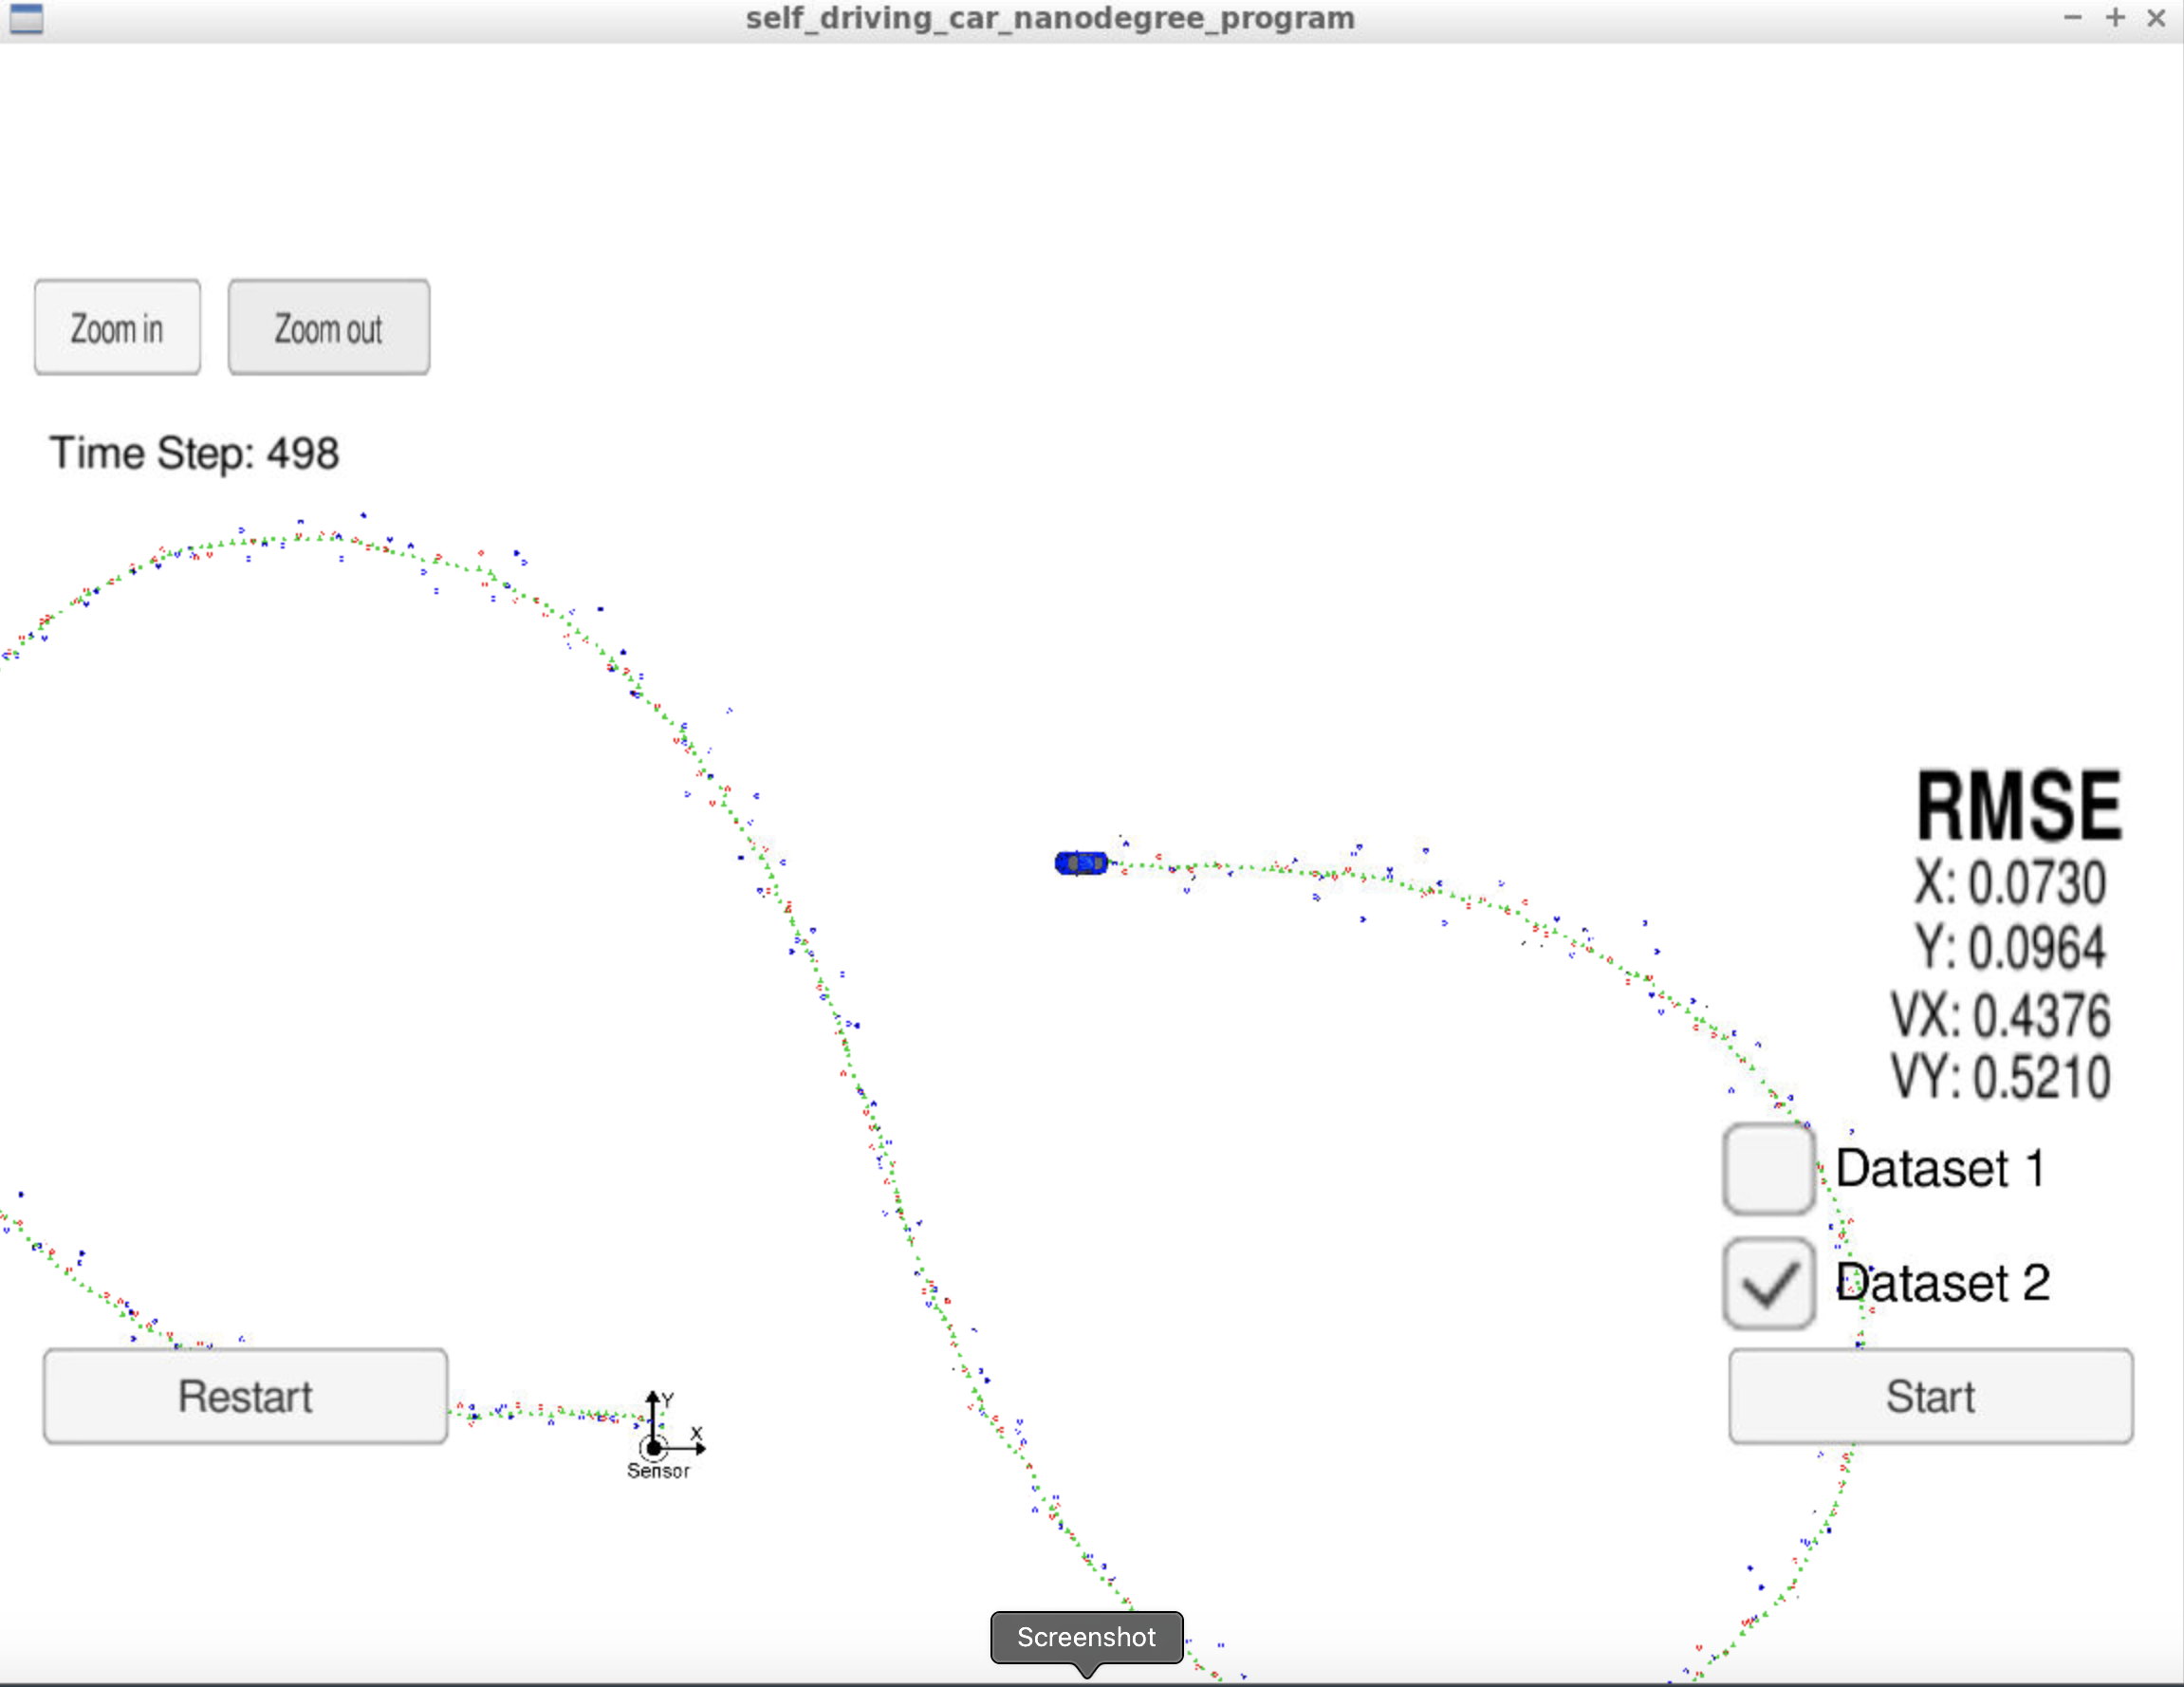 self_driving_car_nanodegree_program
Zoom in
Zoom out
Time Step: 498
RMSE
X: 0.0730
Y: 0.0964
VX: 0.4376
VY: 0.5210
Dataset 1
Dataset 2
Restart
Y
X
Sensor
Start
Screenshot